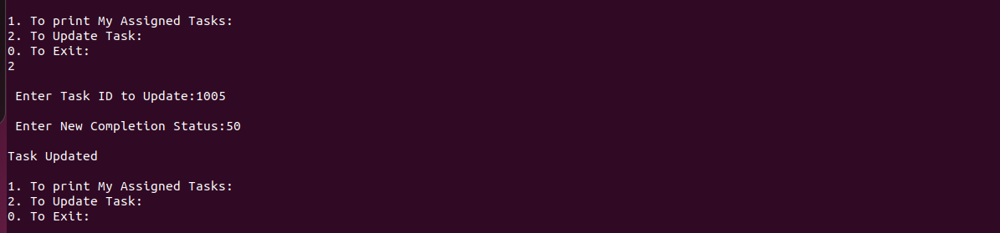 1. To print My Assigned Tasks:
2. To Update Task:
0. To Exit:
2
Enter Task ID to Update:1005
Enter New Completion Status:50
Task Updated
1. To print My Assigned Tasks:
2. To Update Task:
0. To Exit: